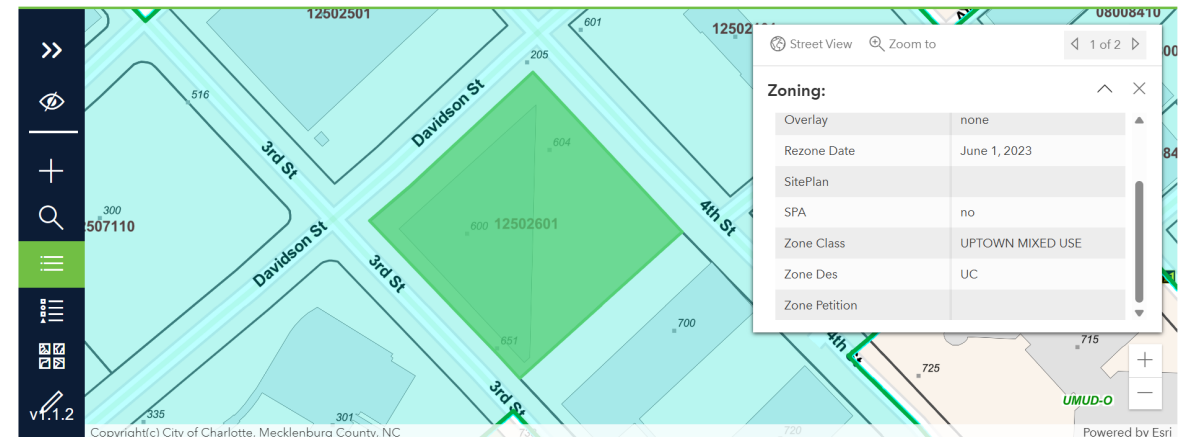 12502501
601
08008410
205
516
Davidson St
3rd St
604
300
507110
600 12502601
4th St
Davidson St
3rd St
651
700
3rd St
335
301
720
4th
715
725
UMUD-O
v1.1.2
Copyright(c) City of Charlotte, Mecklenburg County, NC
Powered by Esri
Street View
Zoom to
1 of 2
Zoning:
Overlay none
Rezone Date June 1, 2023
SitePlan
SPA no
Zone Class UPTOWN MIXED USE
Zone Des UC
Zone Petition